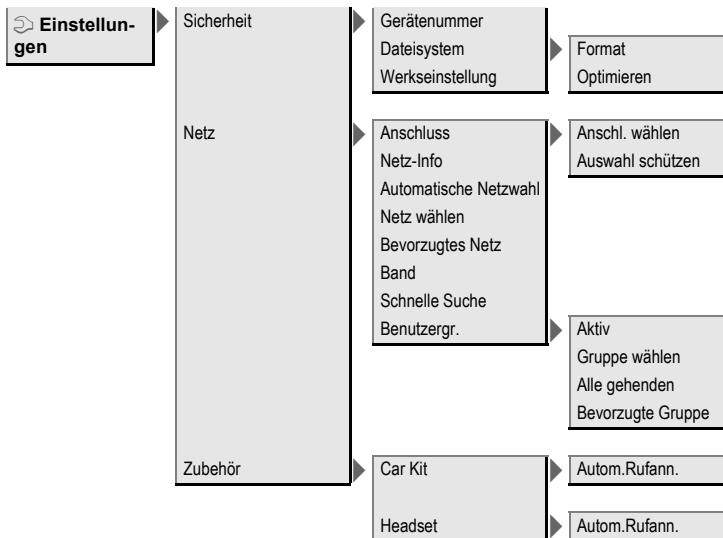 Einstellun-
gen
Sicherheit
Gerätenummer
Dateisystem
Format
Werkseinstellung
Optimieren
Netz
Anschluss
Anschl. wählen
Netz-Info
Auswahl schützen
Automatische Netzwahl
Netz wählen
Bevorzugtes Netz
Band
Schnelle Suche
Benutzergr.
Aktiv
Gruppe wählen
Alle gehenden
Bevorzugte Gruppe
Zubehör
Car Kit
Autom.Rufann.
Headset
Autom.Rufann.